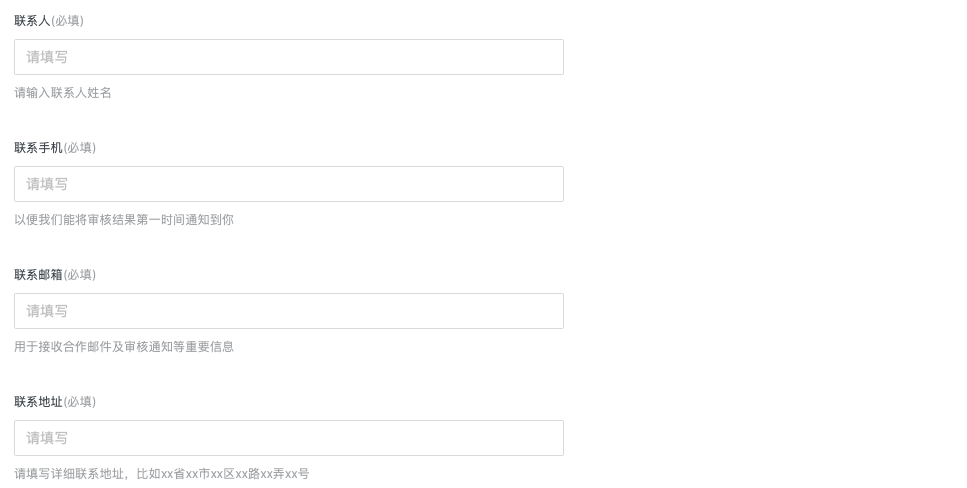 联系人(必填)
请填写
请输入联系人姓名
联系手机(必填)
请填写
以便我们能将审核结果第一时间通知到你
联系邮箱(必填)
请填写
用于接收合作邮件及审核通知等重要信息
联系地址(必填)
请填写
请填写详细联系地址，比如xx省xx市xx区xx路xx弄xx号